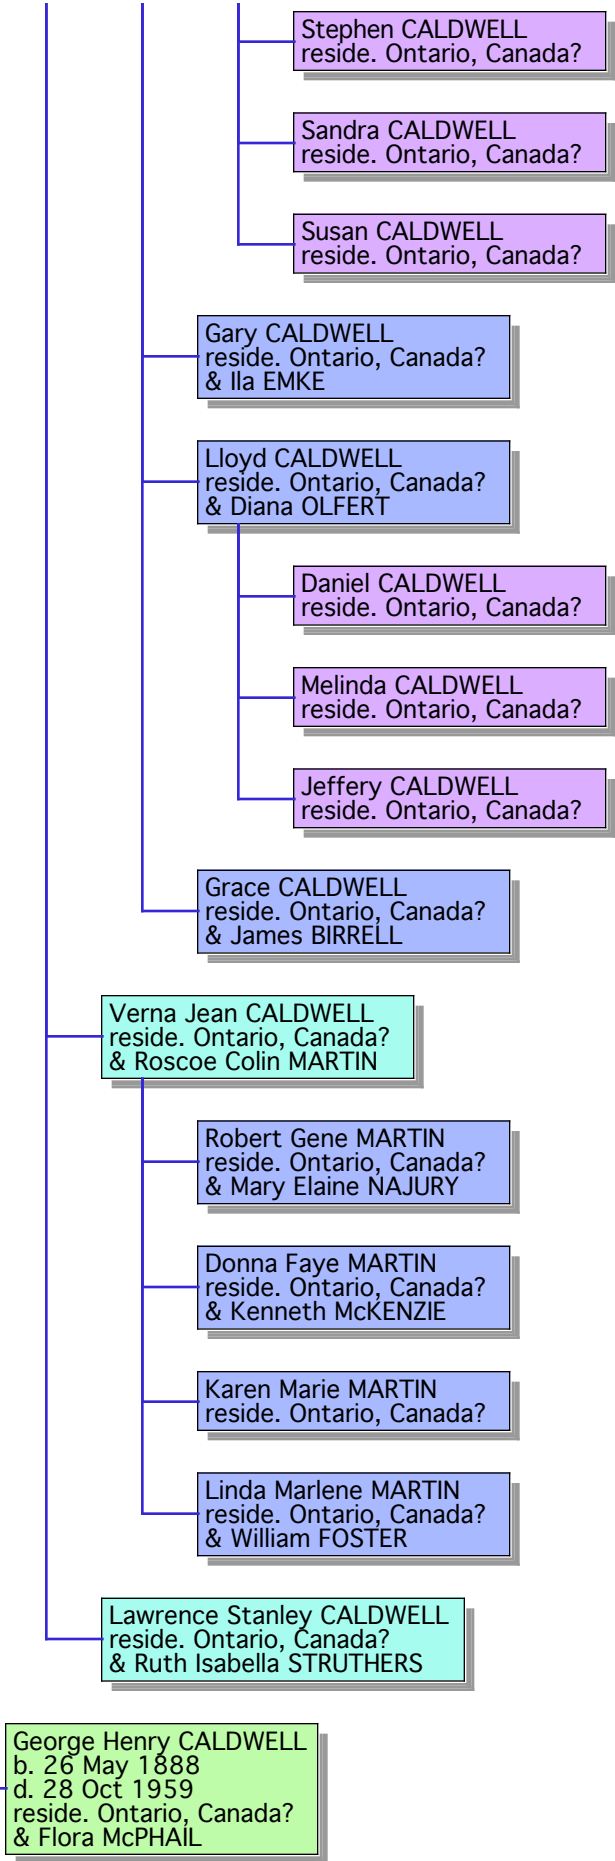 Stephen CALDWELL
reside. Ontario, Canada?
Sandra CALDWELL
reside. Ontario, Canada?
Susan CALDWELL
reside. Ontario, Canada?
Gary CALDWELL
reside. Ontario, Canada?
& Ila EMKE
Lloyd CALDWELL
reside. Ontario, Canada?
& Diana OLFERT
Daniel CALDWELL
reside. Ontario, Canada?
Melinda CALDWELL
reside. Ontario, Canada?
Jeffery CALDWELL
reside. Ontario, Canada?
Grace CALDWELL
reside. Ontario, Canada?
& James BIRRELL
Verna Jean CALDWELL
reside. Ontario, Canada?
& Roscoe Colin MARTIN
Robert Gene MARTIN
reside. Ontario, Canada?
& Mary Elaine NAJURY
Donna Faye MARTIN
reside. Ontario, Canada?
& Kenneth McKENZIE
Karen Marie MARTIN
reside. Ontario, Canada?
Linda Marlene MARTIN
reside. Ontario, Canada?
& William FOSTER
Lawrence Stanley CALDWELL
reside. Ontario, Canada?
& Ruth Isabella STRUTHERS
George Henry CALDWELL
b. 26 May 1888
d. 28 Oct 1959
reside. Ontario, Canada?
& Flora McPHAIL